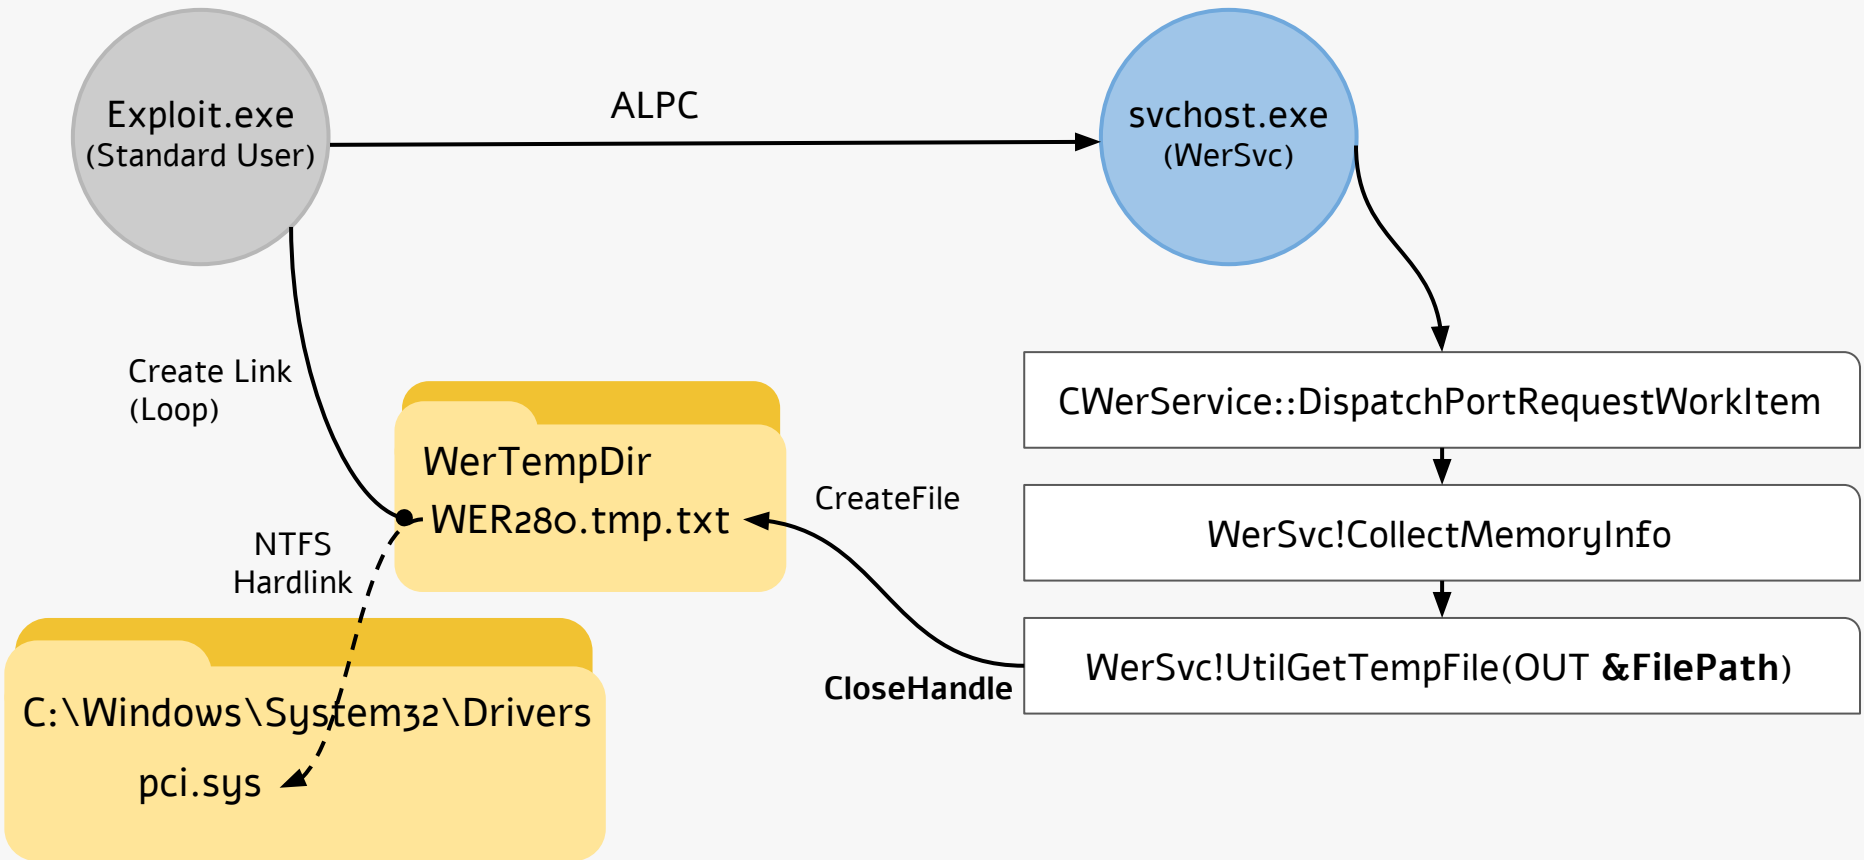 Exploit.exe
(Standard User)
ALPC
svchost.exe
(WerSvc)
Create Link
(Loop)
WerTempDir
WER280.tmp.txt
CreateFile
CWerService::DispatchPortRequestWorkItem
WerSvc!CollectMemoryInfo
NTFS
Hardlink
CloseHandle
WerSvc!UtilGetTempFile(OUT &FilePath)
C:\Windows\System32\Drivers
pci.sys